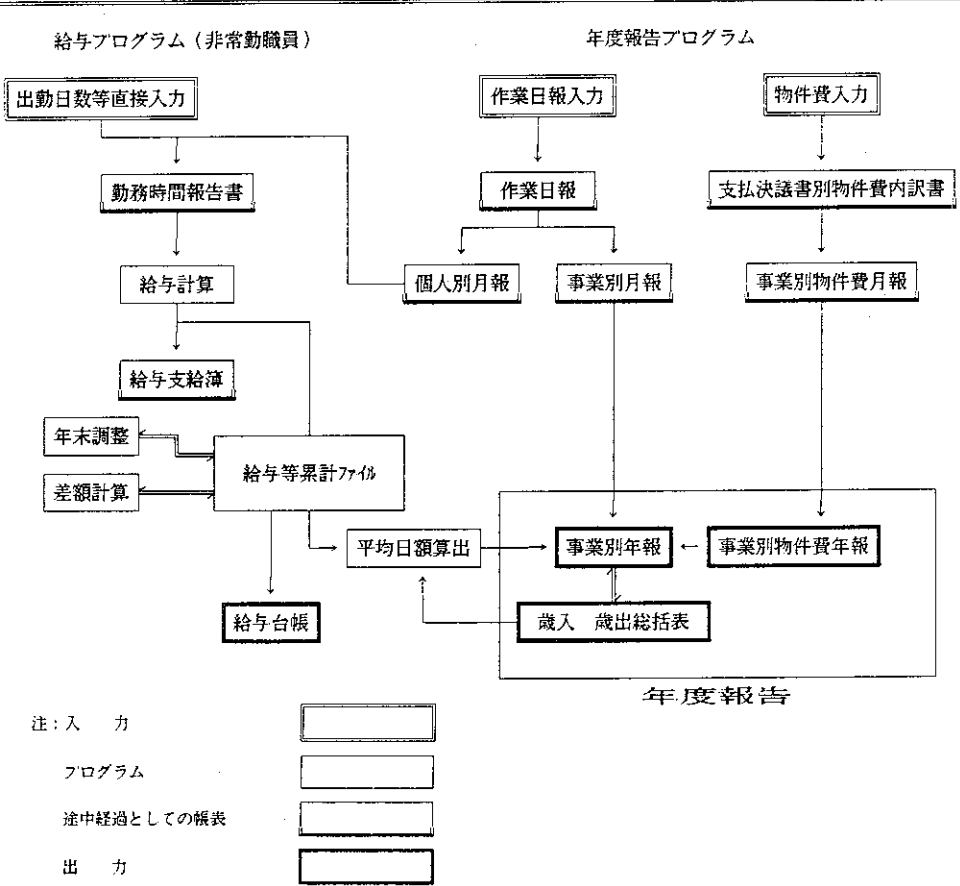 給与プログラム（非常勤職員）
年度報告プログラム
出勤日数等直接入力
作業日報入力
物件費入力
勤務時間報告書
作業日報
支払決議書別物件費内訳書
給与計算
個人別月報
事業別月報
事業別物件費月報
給与支給簿
年末調整
給与等累計ファイル
差額計算
平均日額算出
事業別年報
事業別物件費年報
給与台帳
歳入　歳出総括表
年度報告
注：入　力
プログラム
途中経過としての帳表
出　力